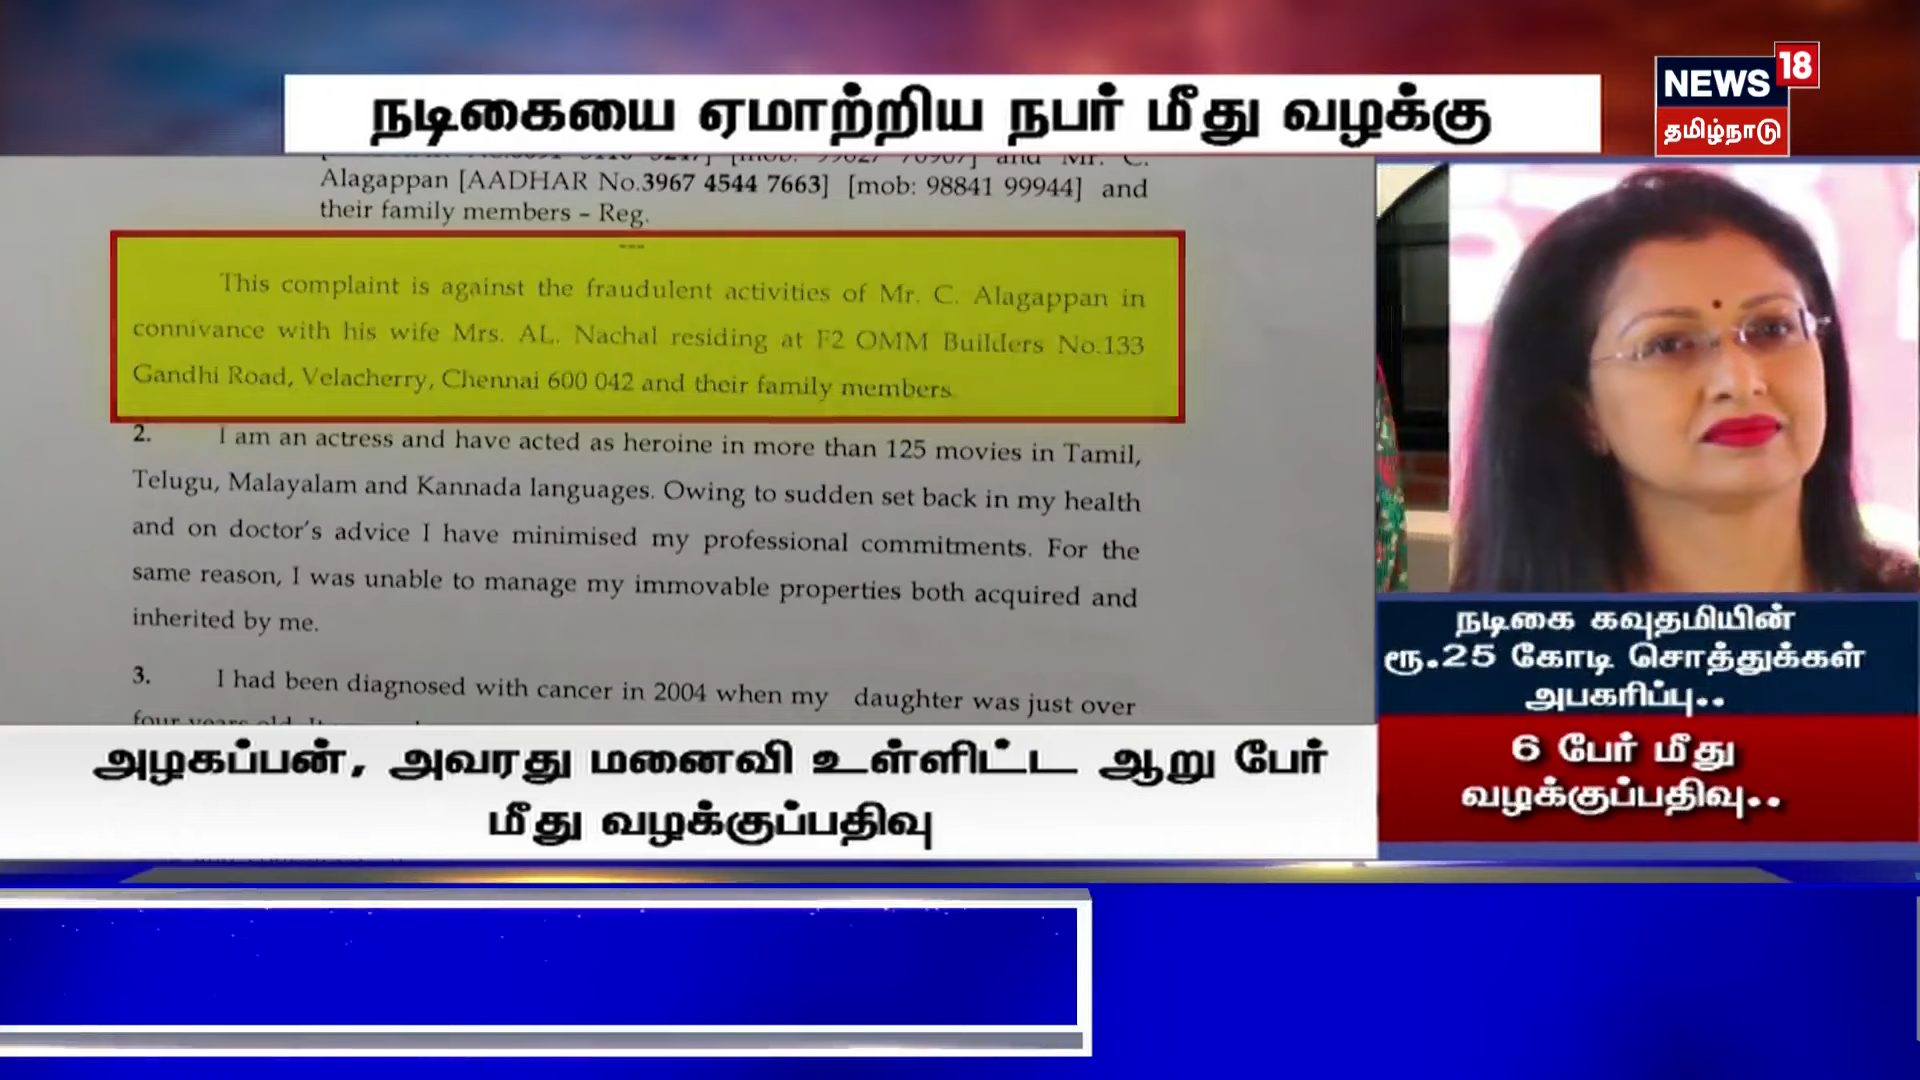 நடிகையை ஏமாற்றிய நபர் மீது வழக்கு
NEWS 18
தமிழ்நாடு
and Mr. C.
Alagappan [AADHAR No.3967 4544 7663] [mob: 98841 99944] and
their family members – Reg.
---
This complaint is against the fraudulent activities of Mr. C. Alagappan in
connivance with his wife Mrs. AL. Nachal residing at F2 OMM Builders No.133
Gandhi Road, Velacherry, Chennai 600 042 and their family members.
2. I am an actress and have acted as heroine in more than 125 movies in Tamil,
Telugu, Malayalam and Kannada languages. Owing to sudden set back in my health
and on doctor's advice I have minimised my professional commitments. For the
same reason, I was unable to manage my immovable properties both acquired and
inherited by me.
3. I had been diagnosed with cancer in 2004 when my daughter was just over
four years old.
நடிகை கவுதமியின்
ரூ.25 கோடி சொத்துக்கள்
அபகரிப்பு..
6 பேர் மீது
வழக்குப்பதிவு..
அழகப்பன், அவரது மனைவி உள்ளிட்ட ஆறு பேர்
மீது வழக்குப்பதிவு